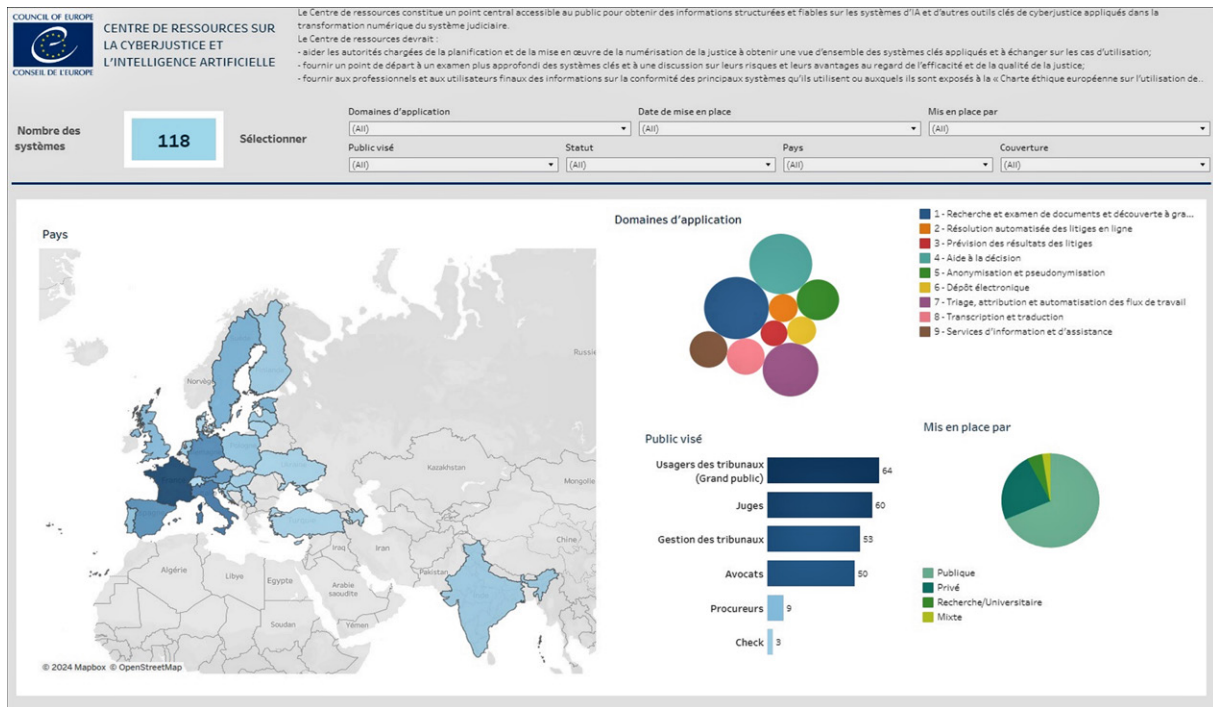 COUNCIL OF EUROPE
CONSEIL DE L'EUROPE
CENTRE DE RESSOURCES SUR
LA CYBERJUSTICE ET
L'INTELLIGENCE ARTIFICIELLE
Le Centre de ressources constitue un point central accessible au public pour obtenir des informations structurées et fiables sur les systèmes d'IA et d'autres outils clés de cyberjustice appliqués dans la
transformation numérique du système judiciaire.
Le Centre de ressources devrait :
- aider les autorités chargées de la planification et de la mise en œuvre de la numérisation de la justice à obtenir une vue d'ensemble des systèmes clés appliqués et à échanger sur les cas d'utilisation;
- fournir un point de départ à un examen plus approfondi des systèmes clés et à une discussion sur leurs risques et leurs avantages au regard de l'efficacité et de la qualité de la justice;
- fournir aux professionnels et aux utilisateurs finaux des informations sur la conformité des principaux systèmes qu'ils utilisent ou auxquels ils sont exposés à la « Charte éthique européenne sur l'utilisation de..
Nombre des
systèmes
118
Sélectionner
Domaines d'application
(All)
Date de mise en place
(All)
Mis en place par
(All)
Public visé
(All)
Statut
(All)
Pays
(All)
Couverture
(All)
Pays
Norvège
Russie
Kazakhstan
Mongolie
Chine
Iraq
Iran
Pakistan
Algérie
Libye
Egypte
Arabie
saoudite
Soudan
Yémen
© 2024 Mapbox © OpenStreetMap
Domaines d'application
1 - Recherche et examen de documents et découverte à gra...
2 - Résolution automatisée des litiges en ligne
3 - Prévision des résultats des litiges
4 - Aide à la décision
5 - Anonymisation et pseudonymisation
6 - Dépôt électronique
7 - Triage, attribution et automatisation des flux de travail
8 - Transcription et traduction
9 - Services d'information et d'assistance
Public visé
Usagers des tribunaux
(Grand public)
64
Juges
60
Gestion des tribunaux
53
Avocats
50
Procureurs
9
Check
3
Mis en place par
Publique
Privé
Recherche/Universitaire
Mixte